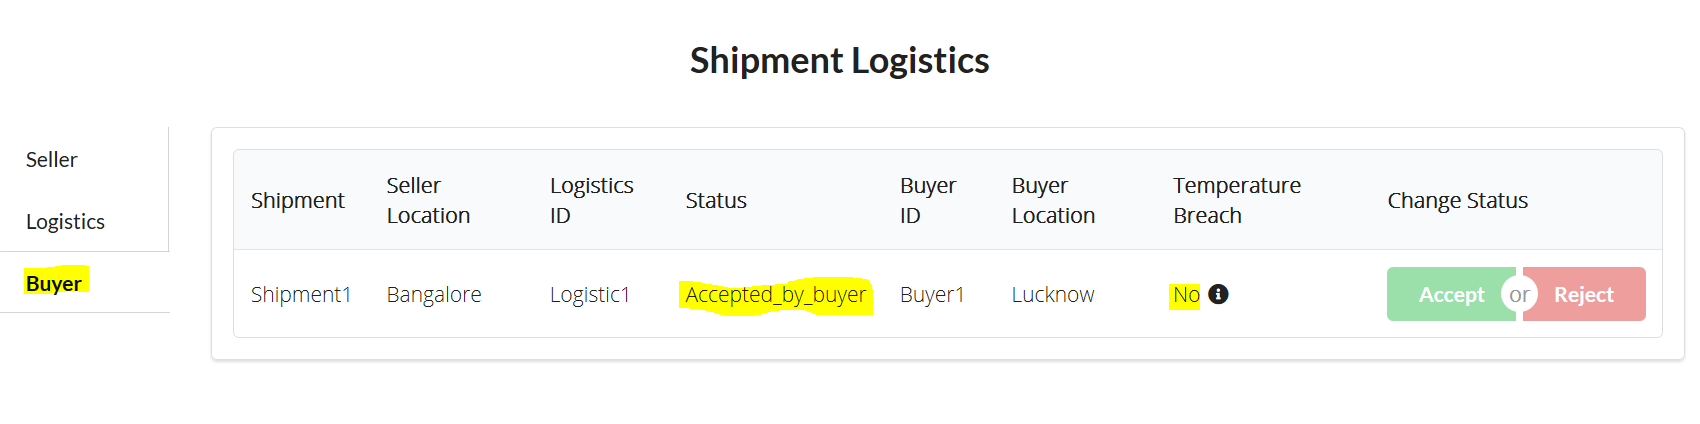 Shipment Logistics
Seller
Logistics
Buyer
Shipment
Seller
Location
Logistics
ID
Status
Buyer
ID
Buyer
Location
Temperature
Breach
Change Status
Shipment1 Bangalore Logistic1 Accepted_by_buyer Buyer1 Lucknow No Accept or Reject